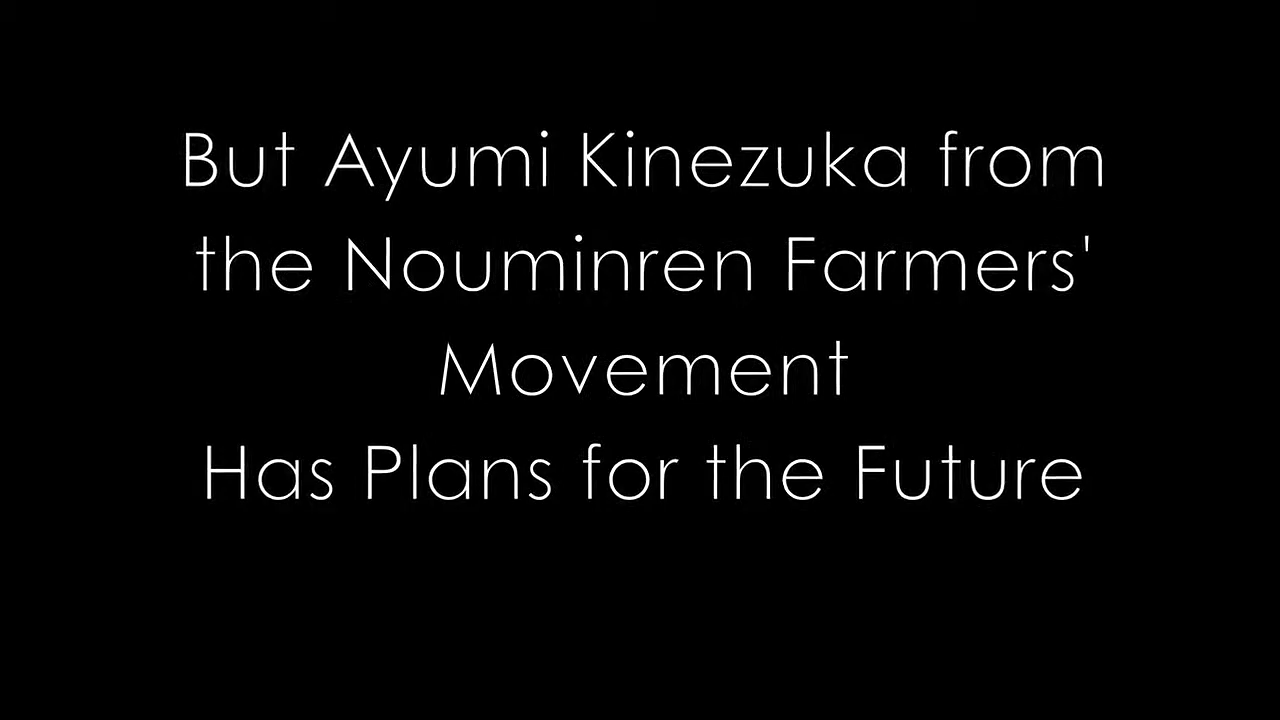 But Ayumi Kinezuka from
the Nouminren Farmers'
Movement
Has Plans for the Future